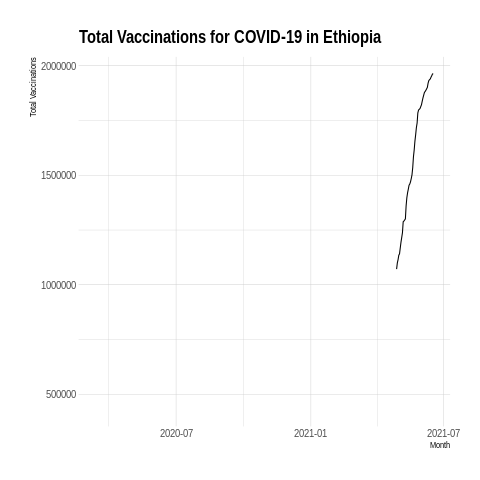 Total Vaccinations for COVID-19 in Ethiopia
Total Vaccinations
2000000
1500000
1000000
500000
2020-07
2021-01
2021-07
Month